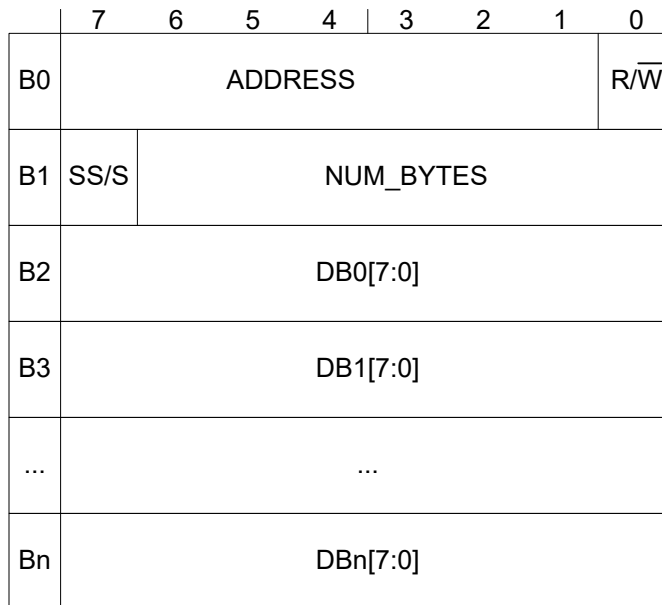 7 6 5 4 3 2 1 0
B0 ADDRESS R/W̅
B1 SS/S NUM_BYTES
B2 DB0[7:0]
B3 DB1[7:0]
... ...
Bn DBn[7:0]